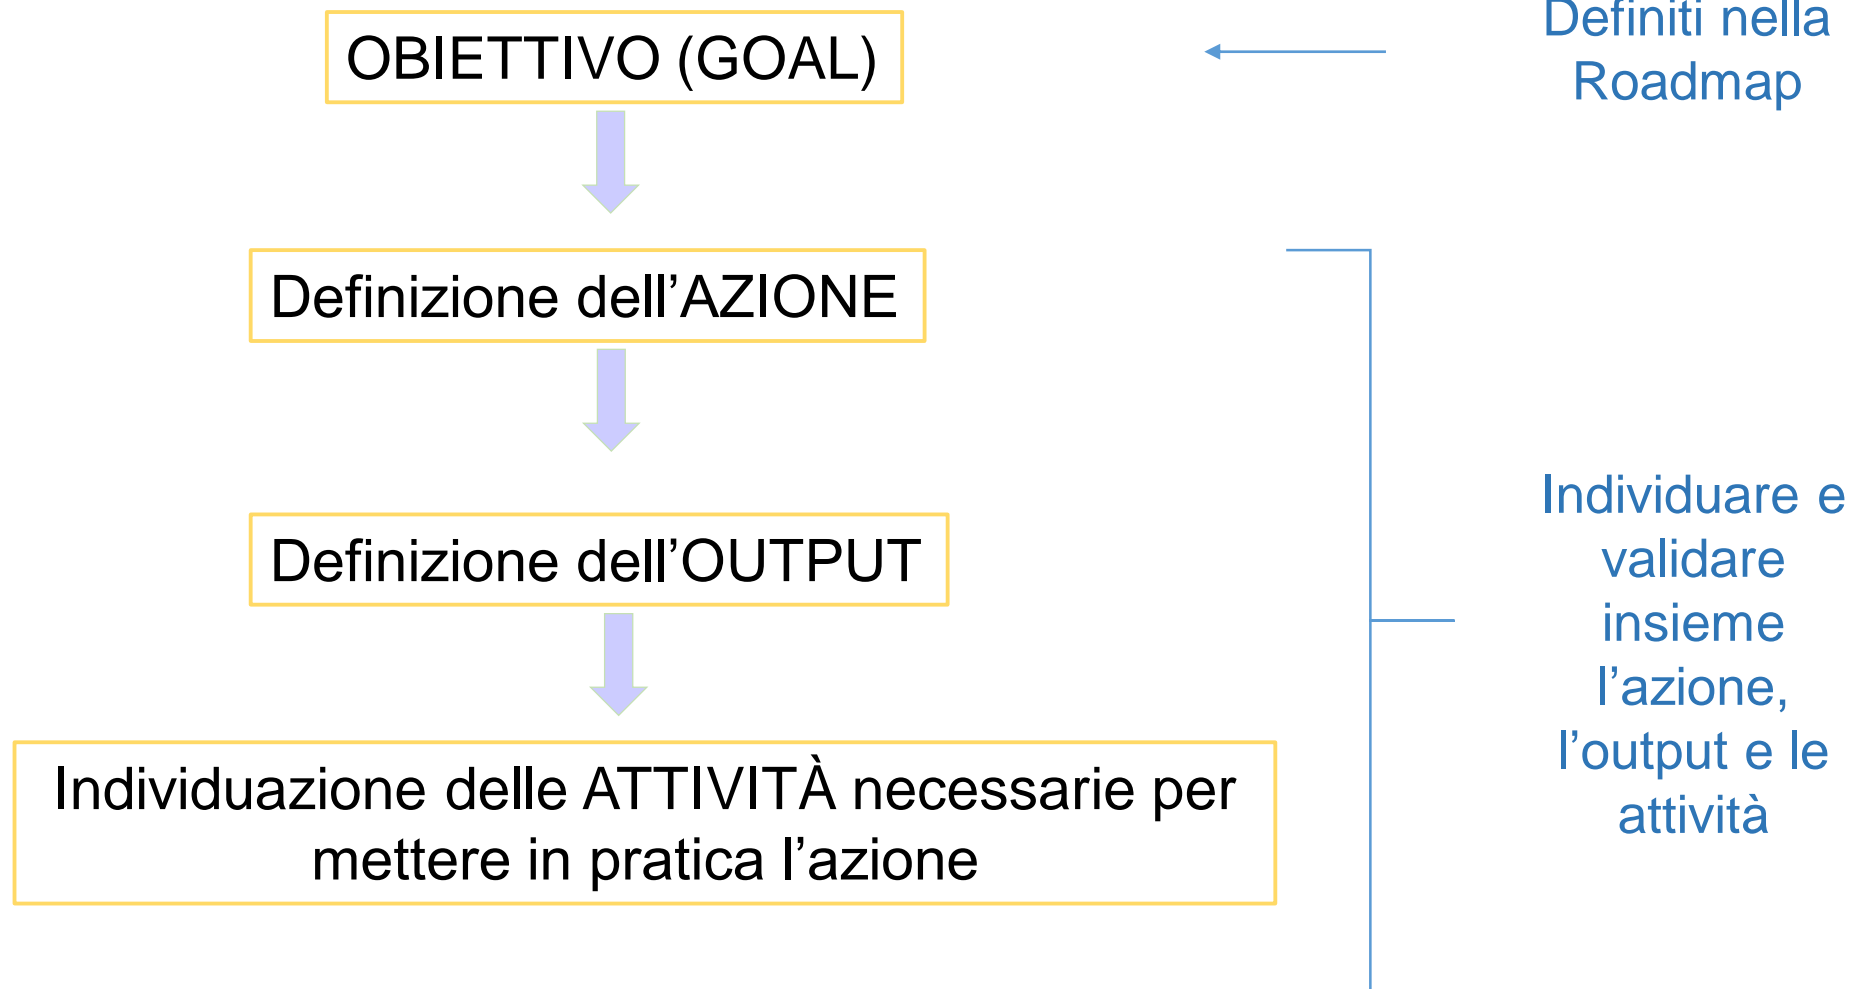 OBIETTIVO (GOAL)
Definiti nella
Roadmap
Definizione dell’AZIONE
Definizione dell’OUTPUT
Individuazione delle ATTIVITÀ necessarie per
mettere in pratica l’azione
Individuare e
validare
insieme
l’azione,
l’output e le
attività